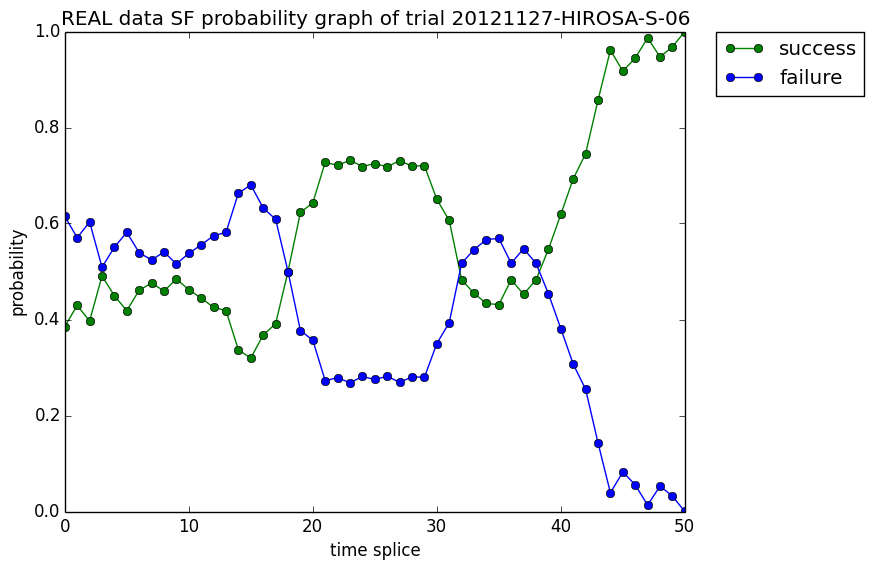 REAL data SF probability graph of trial 20121127-HIROSA-S-06
success
failure
probability
1.0
0.8
0.6
0.4
0.2
0.0
0 10 20 30 40 50
time splice